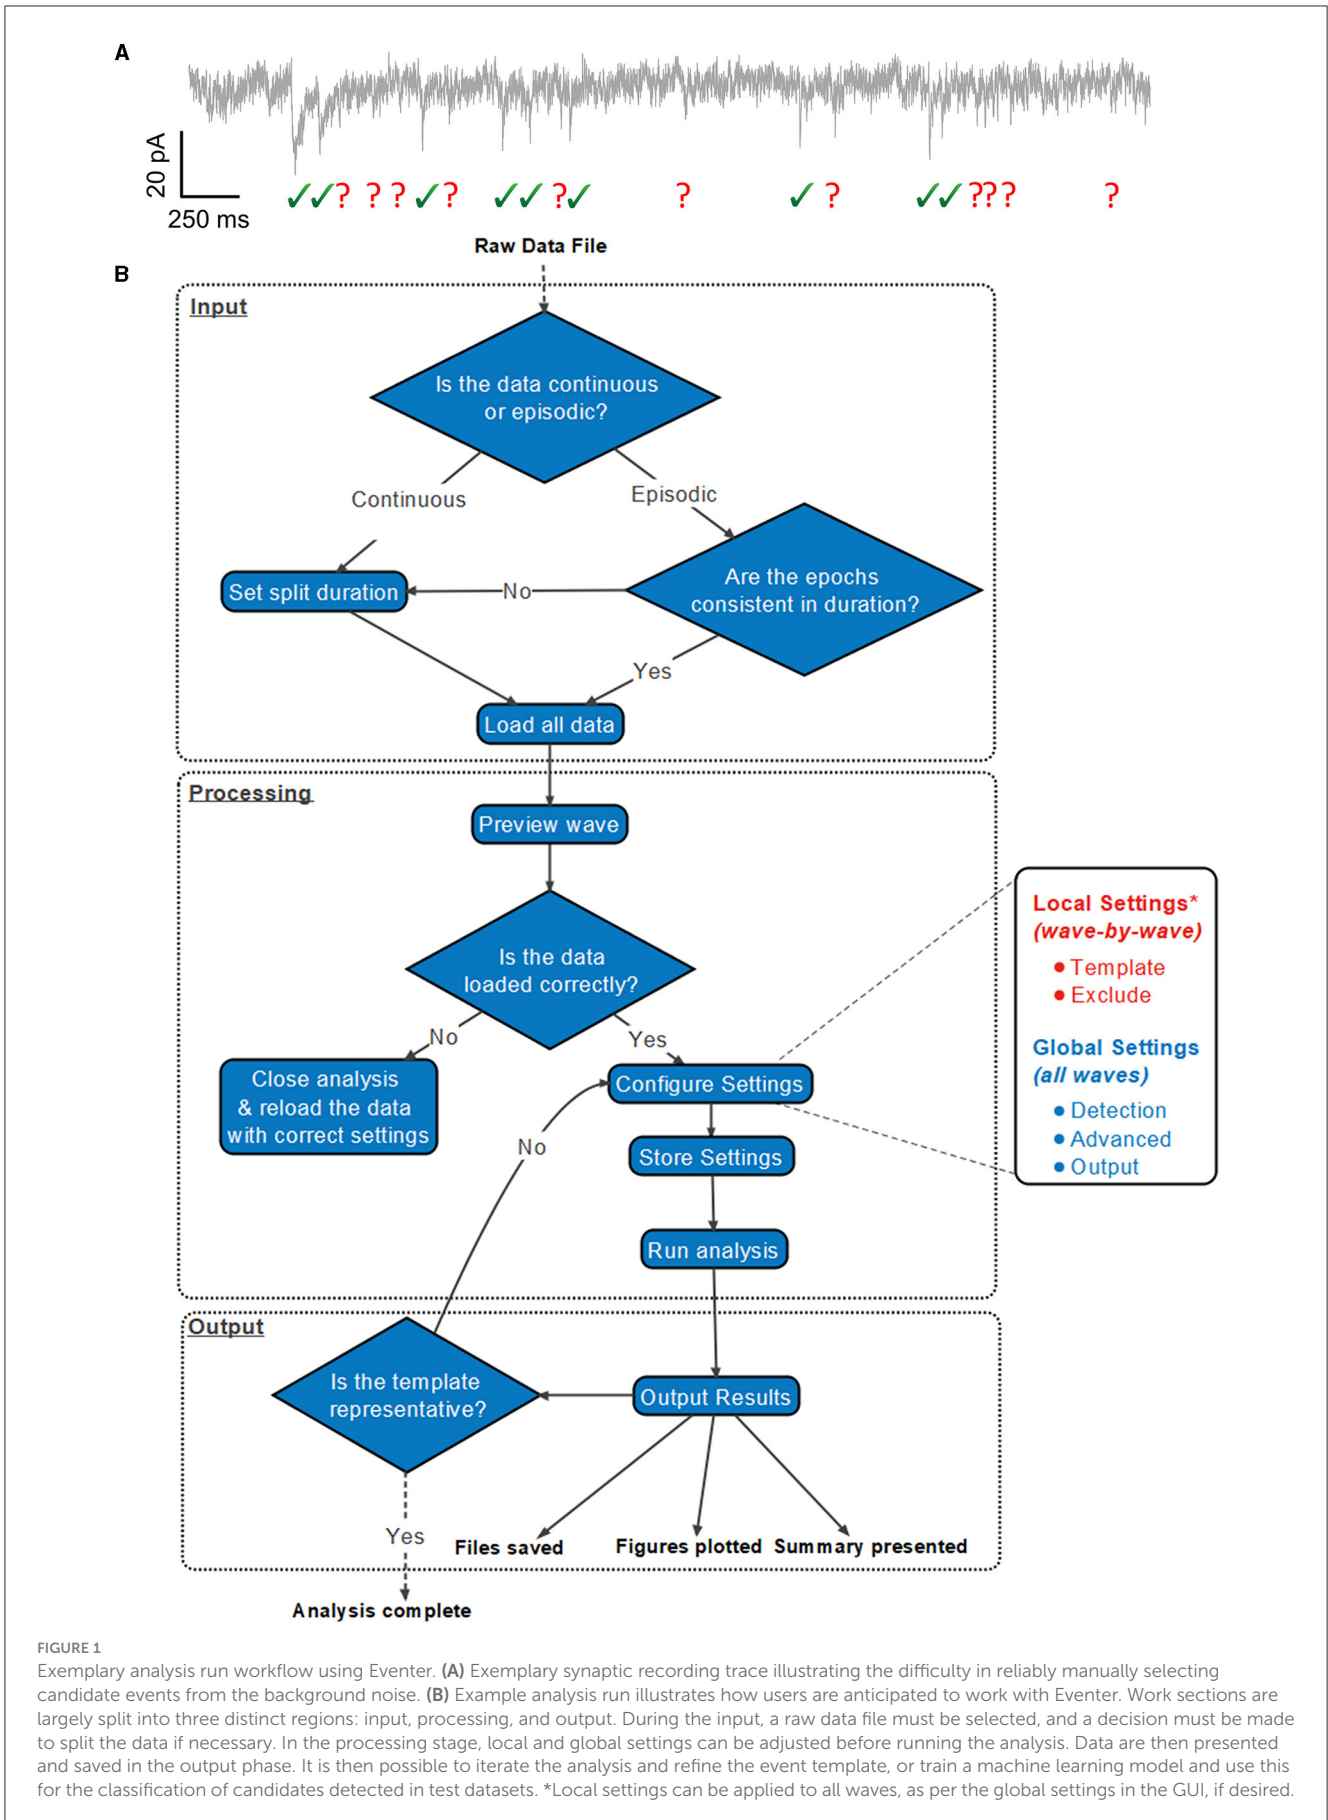 A
20 pA
250 ms
✓✓? ? ? ✓? ✓✓?✓ ? ✓? ✓✓??? ?
Raw Data File
B
Input
Is the data continuous
or episodic?
Continuous
Episodic
Are the epochs
consistent in duration?
Set split duration
No
Yes
Load all data
Processing
Preview wave
Is the data
loaded correctly?
No
Yes
Close analysis
& reload the data
with correct settings
Configure Settings
Local Settings*
(wave-by-wave)
● Template
● Exclude
Global Settings
(all waves)
● Detection
● Advanced
● Output
No
Store Settings
Run analysis
Output
Is the template
representative?
Output Results
Yes
Files saved
Figures plotted
Summary presented
Analysis complete
FIGURE 1
Exemplary analysis run workflow using Eventer. (A) Exemplary synaptic recording trace illustrating the difficulty in reliably manually selecting
candidate events from the background noise. (B) Example analysis run illustrates how users are anticipated to work with Eventer. Work sections are
largely split into three distinct regions: input, processing, and output. During the input, a raw data file must be selected, and a decision must be made
to split the data if necessary. In the processing stage, local and global settings can be adjusted before running the analysis. Data are then presented
and saved in the output phase. It is then possible to iterate the analysis and refine the event template, or train a machine learning model and use this
for the classification of candidates detected in test datasets. *Local settings can be applied to all waves, as per the global settings in the GUI, if desired.